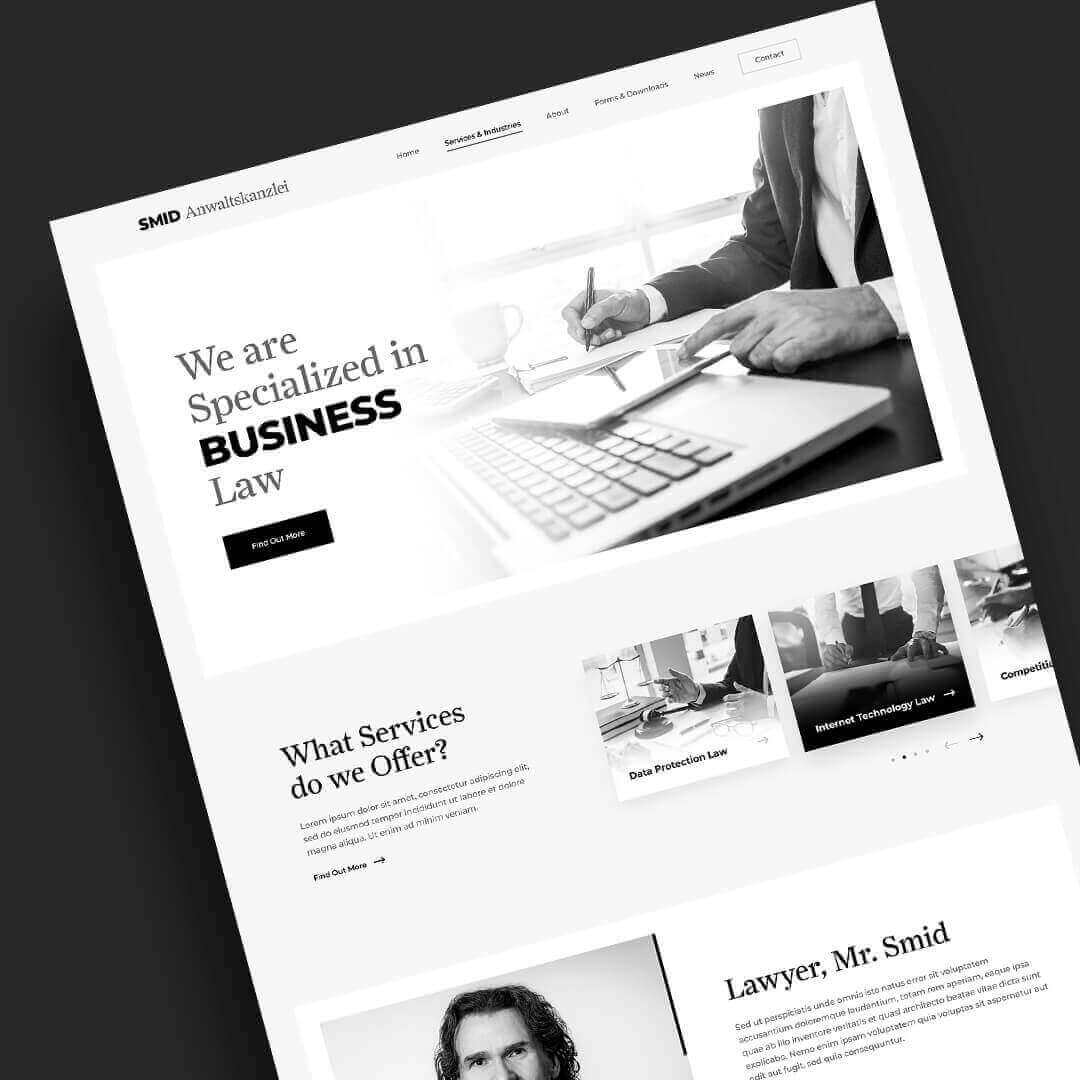 SMID Anwaltskanzlei
Home
Services & Industries
About
Forms & Downloads
News
Contact
We are
Specialized in
BUSINESS
Law
Find Out More
What Services
do we Offer?
Lorem ipsum dolor sit amet, consectetur adipiscing elit,
sed do eiusmod tempor incididunt ut labore et dolore
magna aliqua. Ut enim ad minim veniam.
Find Out More
Data Protection Law
Internet Technology Law
Lawyer, Mr. Smid
Sed ut perspiciatis unde omnis iste natus error sit voluptatem
accusantium doloremque laudantium, totam rem aperiam, eaque ipsa
quae ab illo inventore veritatis et quasi architecto beatae vitae dicta sunt
explicabo. Nemo enim ipsam voluptatem quia voluptas sit aspernatur aut
odit aut fugit, sed quia consequuntur.